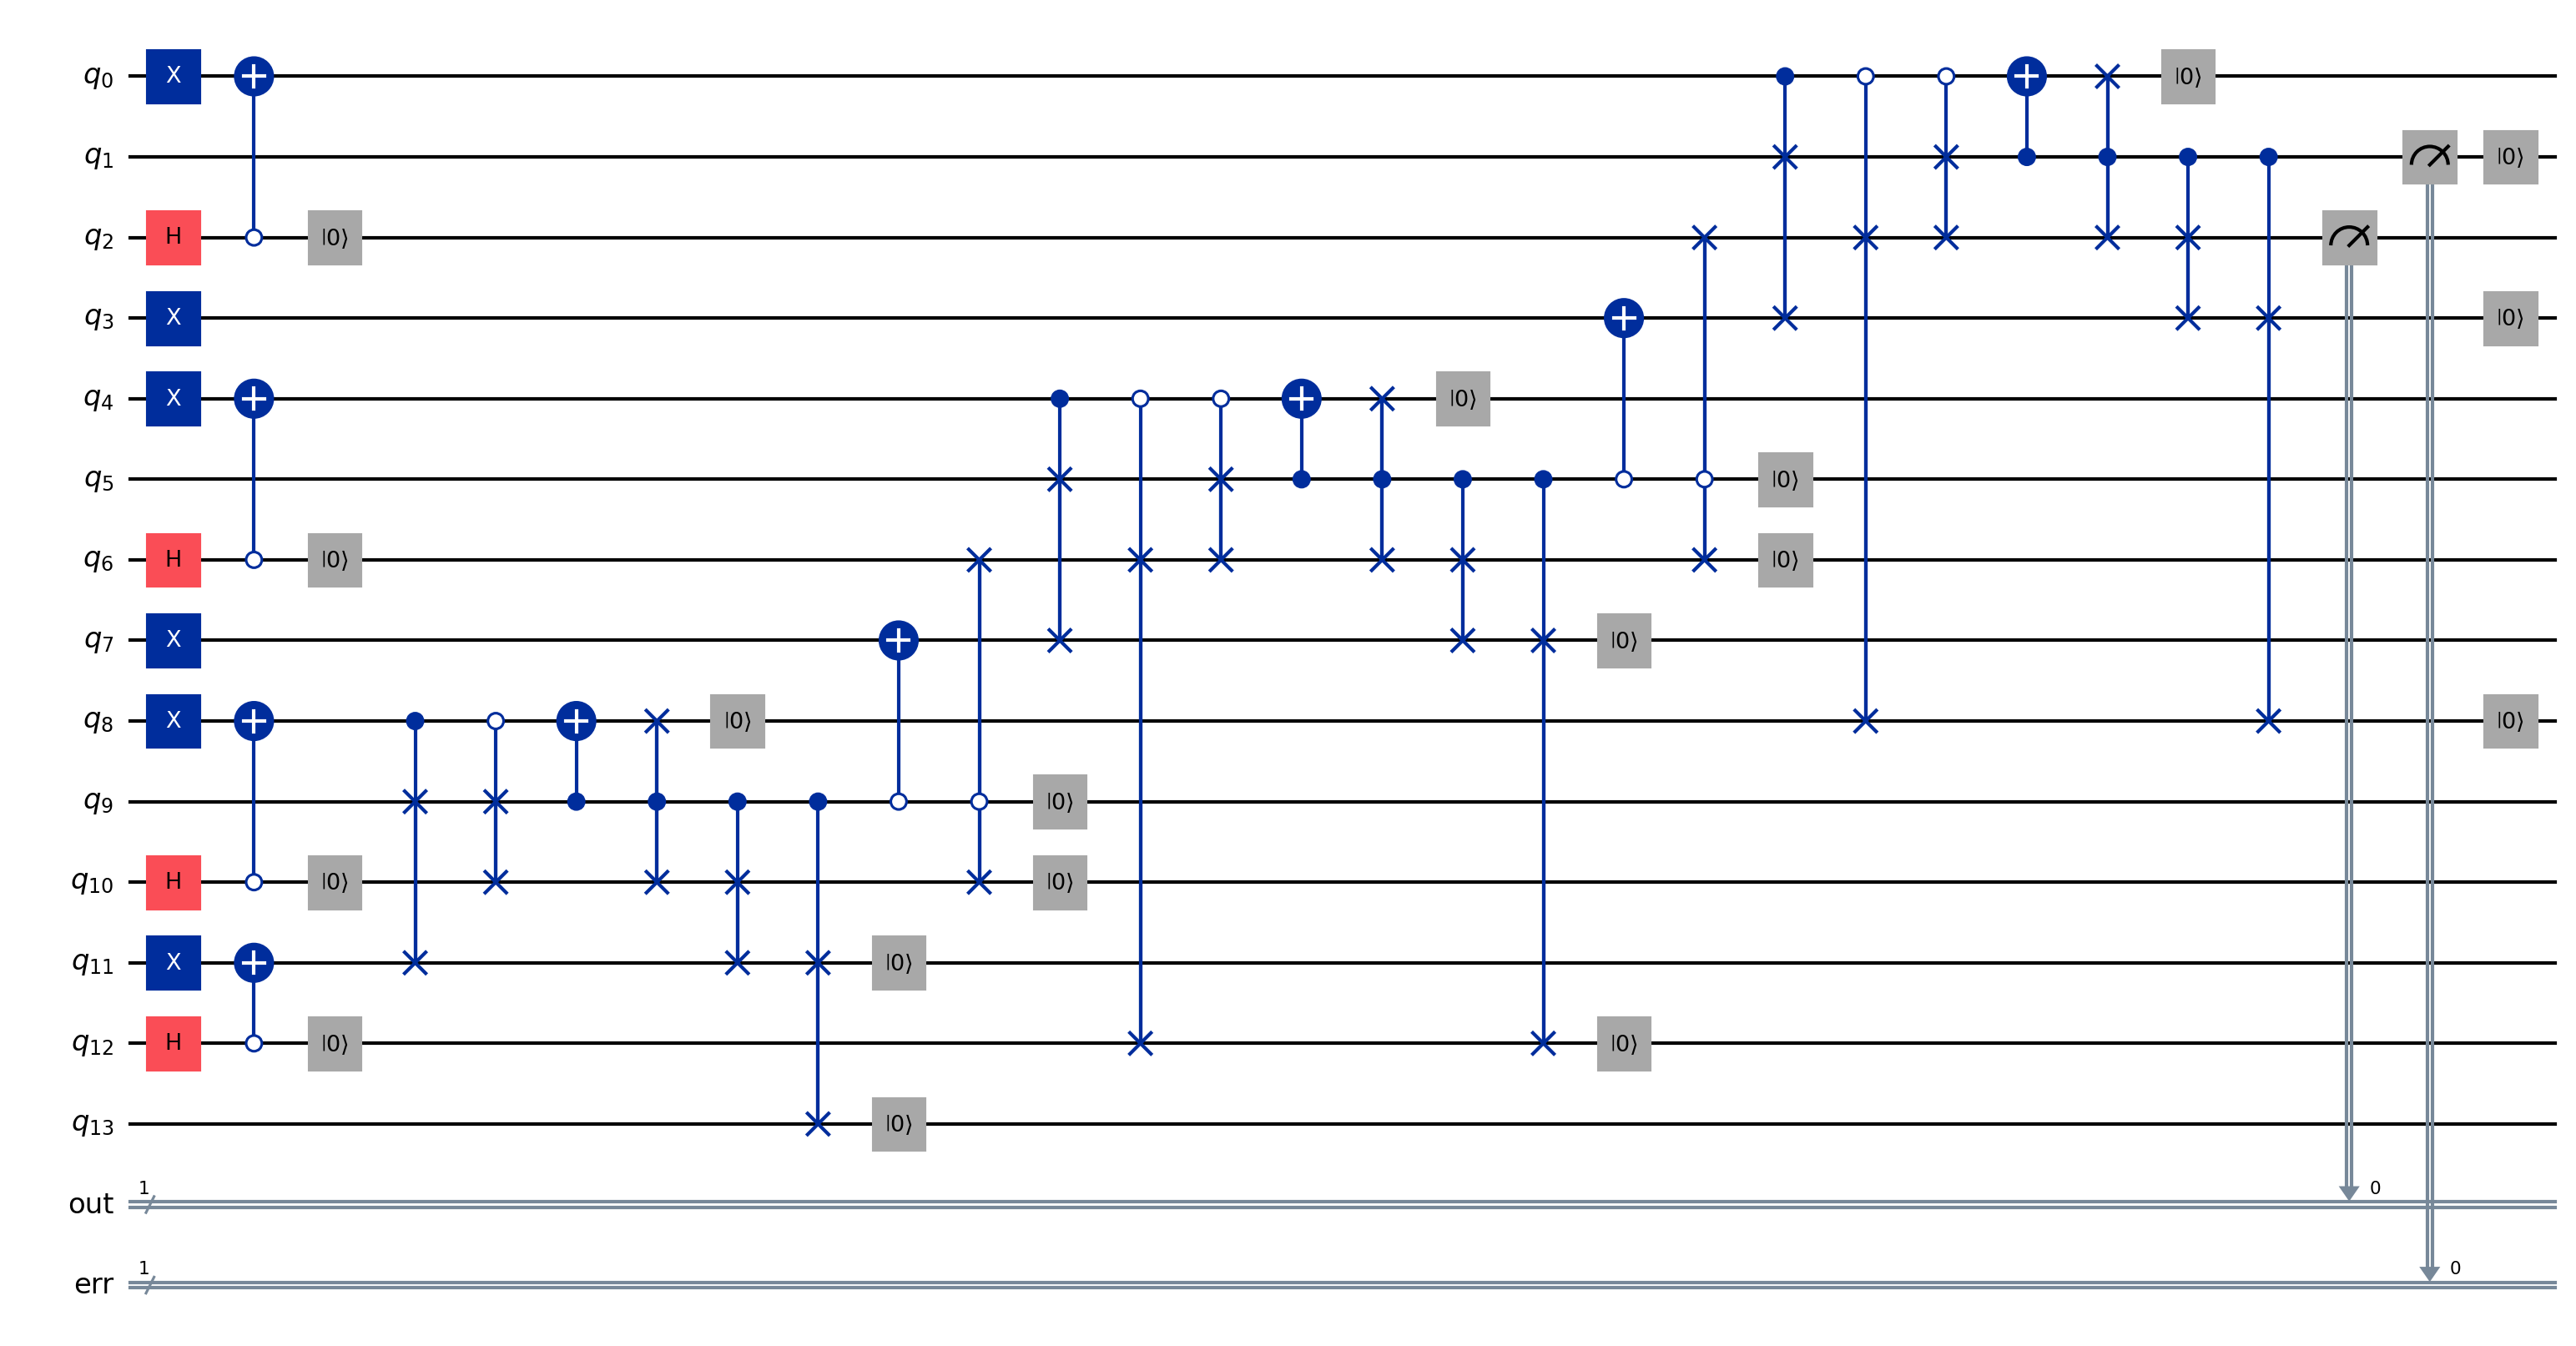 q0 X |0⟩
q1 |0⟩
q2 H |0⟩
q3 X |0⟩
q4 X |0⟩
q5 |0⟩
q6 H |0⟩ |0⟩
q7 X |0⟩
q8 X |0⟩ |0⟩
q9 |0⟩
q10 H |0⟩ |0⟩
q11 X |0⟩
q12 H |0⟩ |0⟩
q13 |0⟩
out 1 0
err 1 0